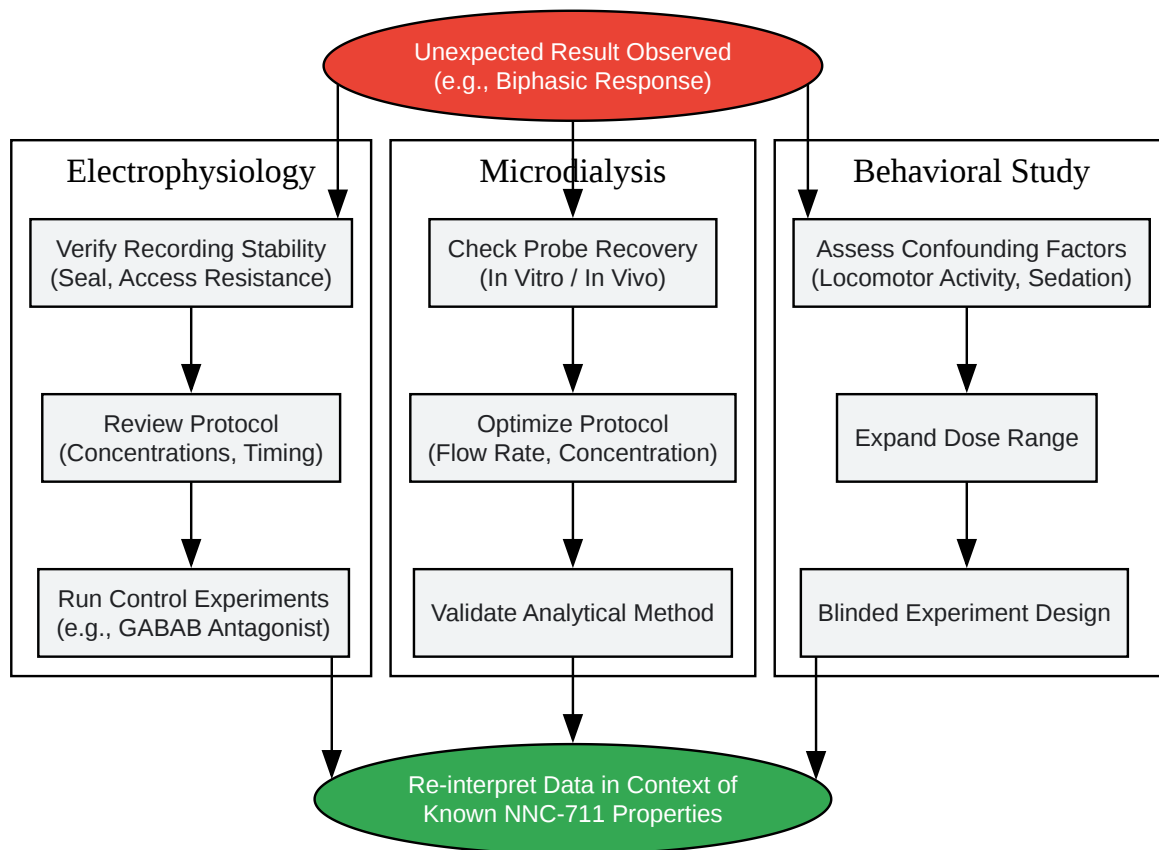 Unexpected Result Observed
(e.g., Biphasic Response)
Electrophysiology
Verify Recording Stability
(Seal, Access Resistance)
Review Protocol
(Concentrations, Timing)
Run Control Experiments
(e.g., GABAB Antagonist)
Microdialysis
Check Probe Recovery
(In Vitro / In Vivo)
Optimize Protocol
(Flow Rate, Concentration)
Validate Analytical Method
Behavioral Study
Assess Confounding Factors
(Locomotor Activity, Sedation)
Expand Dose Range
Blinded Experiment Design
Re-interpret Data in Context of
Known NNC-711 Properties